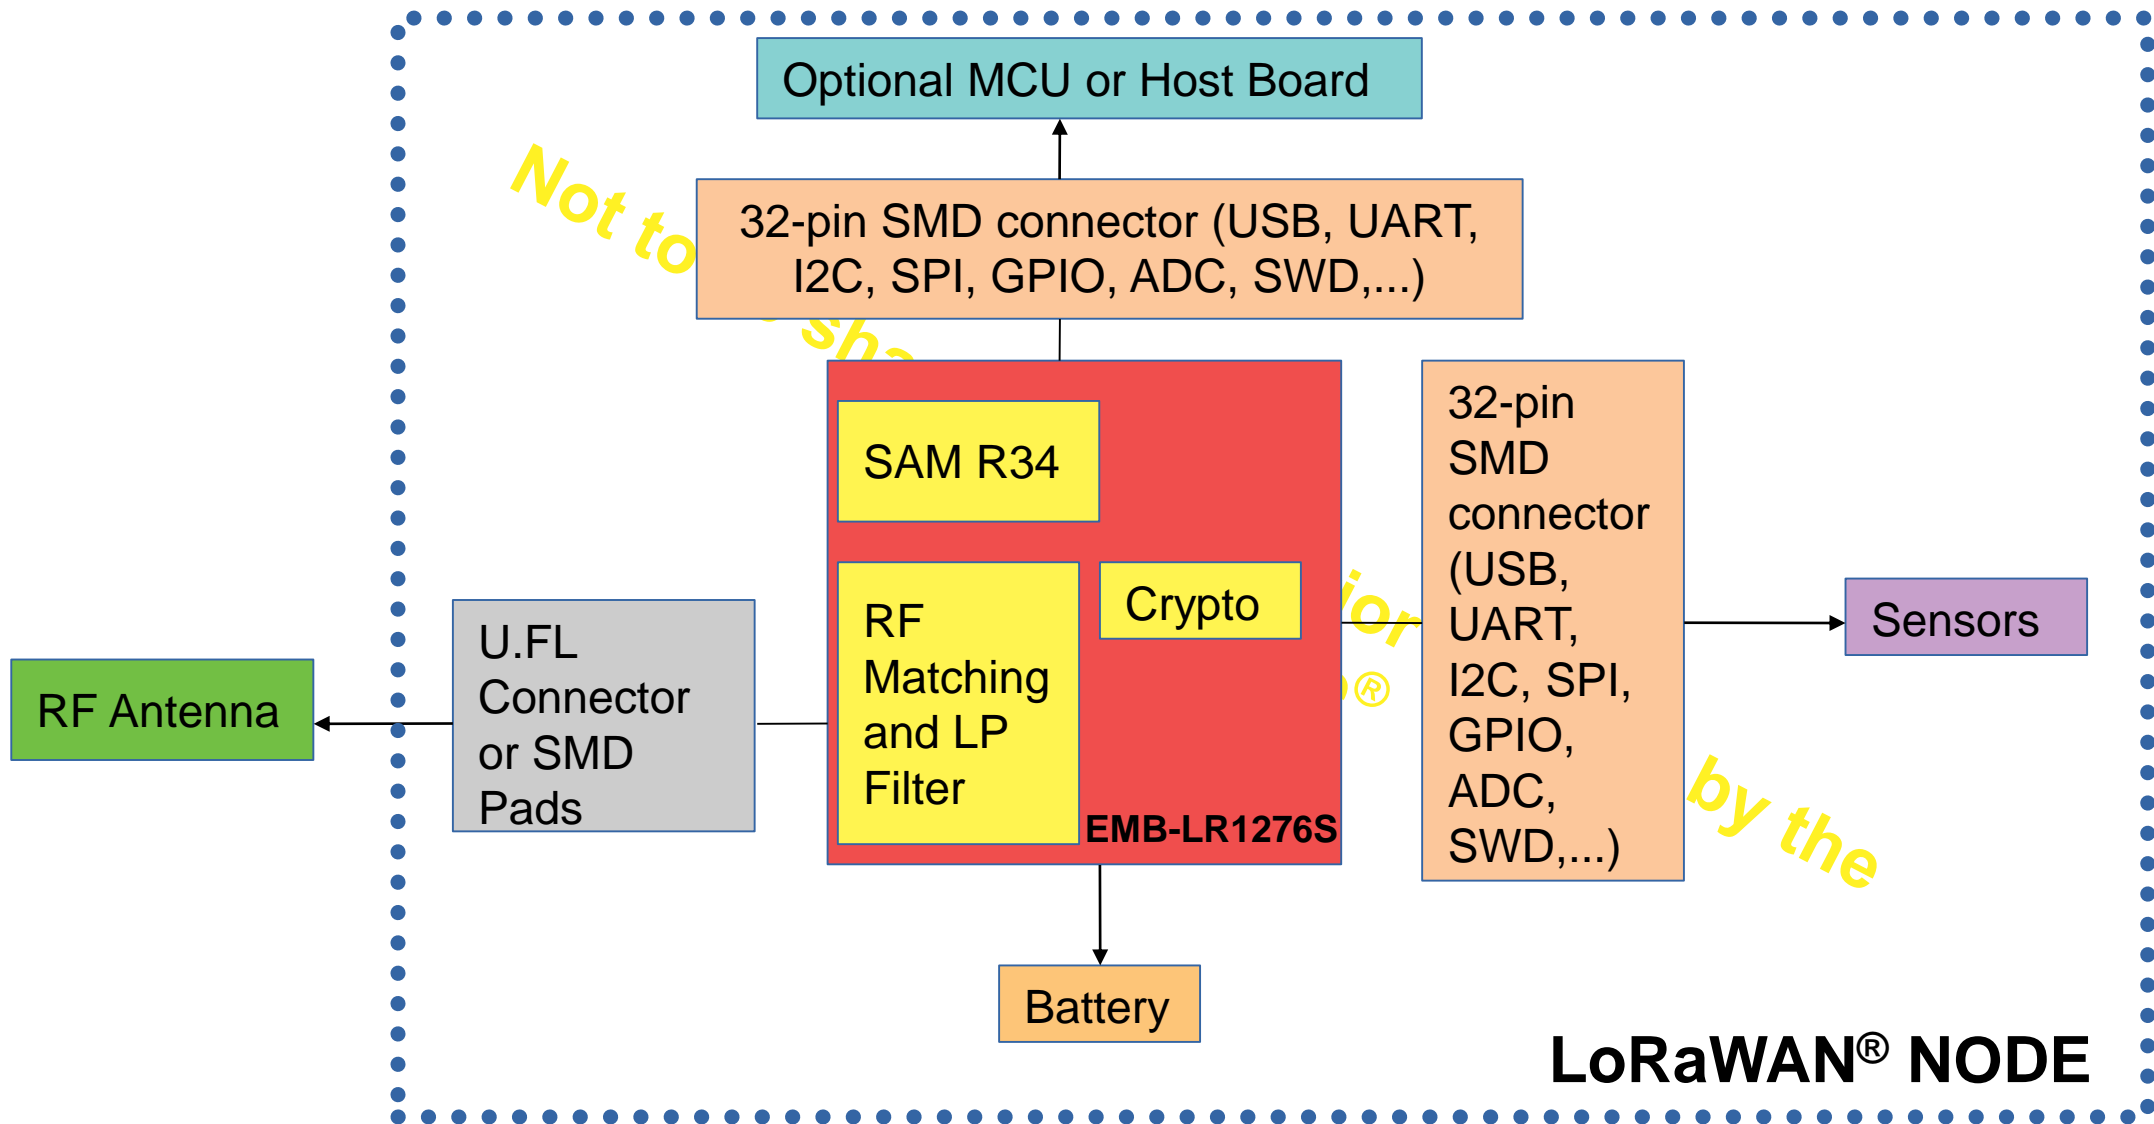 Optional MCU or Host Board
32-pin SMD connector (USB, UART,
I2C, SPI, GPIO, ADC, SWD,...)
Not to
SAM R34
RF
Matching
and LP
Filter
Crypto
EMB-LR1276S
32-pin
SMD
connector
(USB,
UART,
I2C, SPI,
GPIO,
ADC,
SWD,...)
Sensors
U.FL
Connector
or SMD
Pads
RF Antenna
by the
Battery
LoRaWAN® NODE